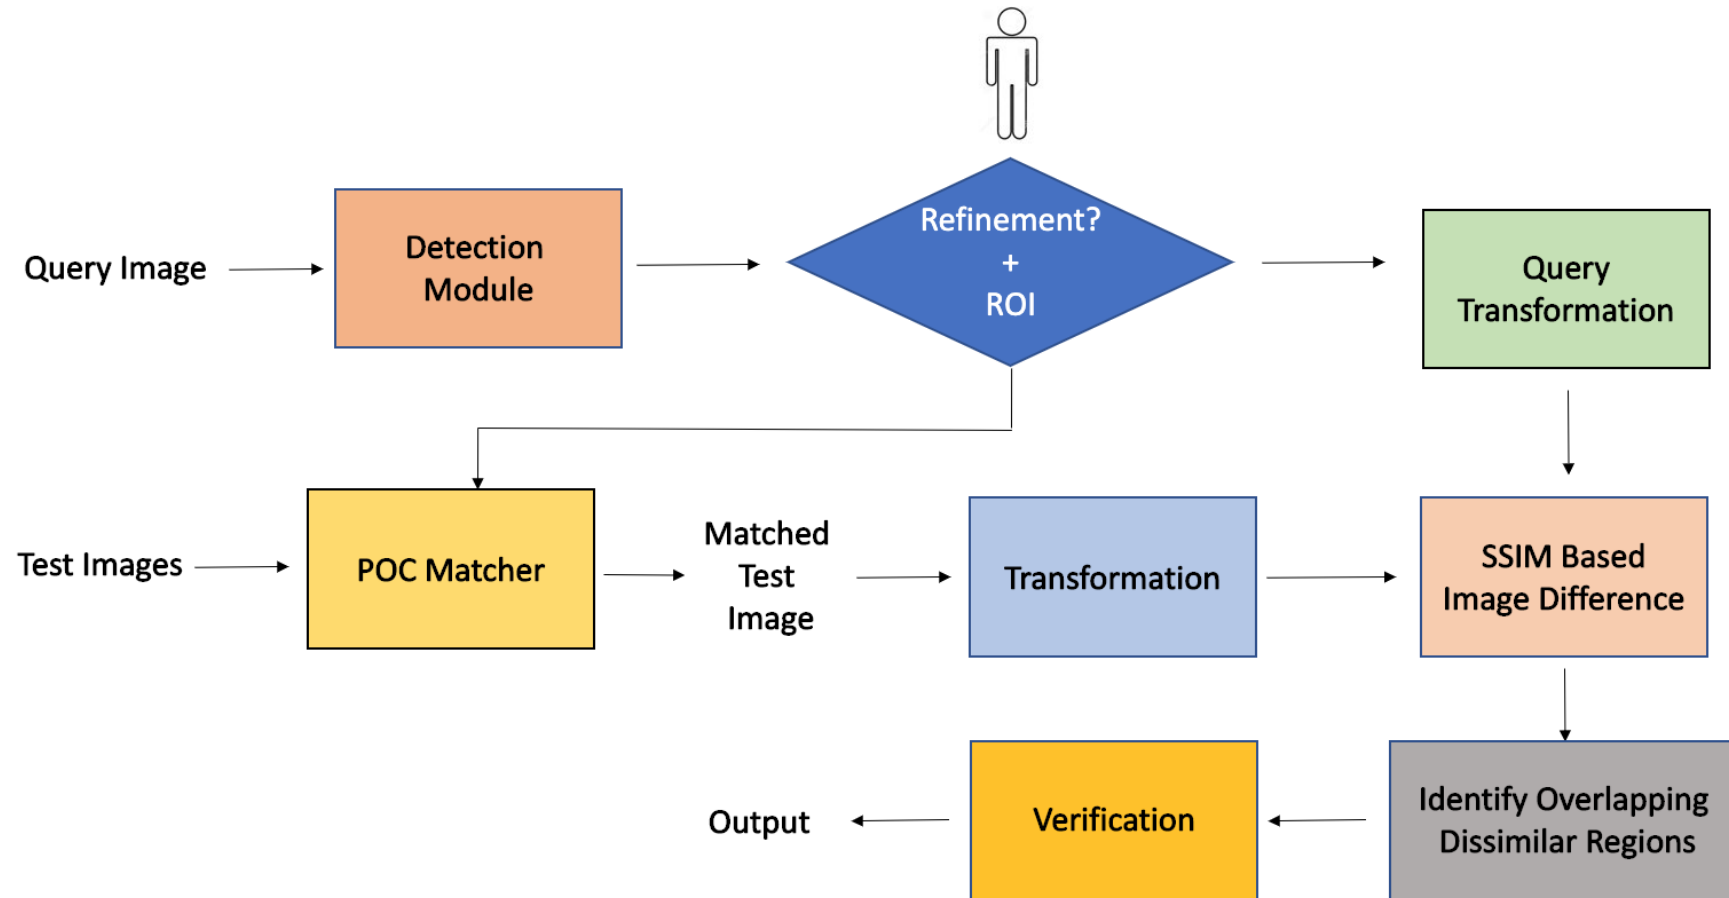 Refinement?
+
ROI
Query Image
Detection
Module
Query
Transformation
Test Images
POC Matcher
Matched
Test
Image
Transformation
SSIM Based
Image Difference
Output
Verification
Identify Overlapping
Dissimilar Regions